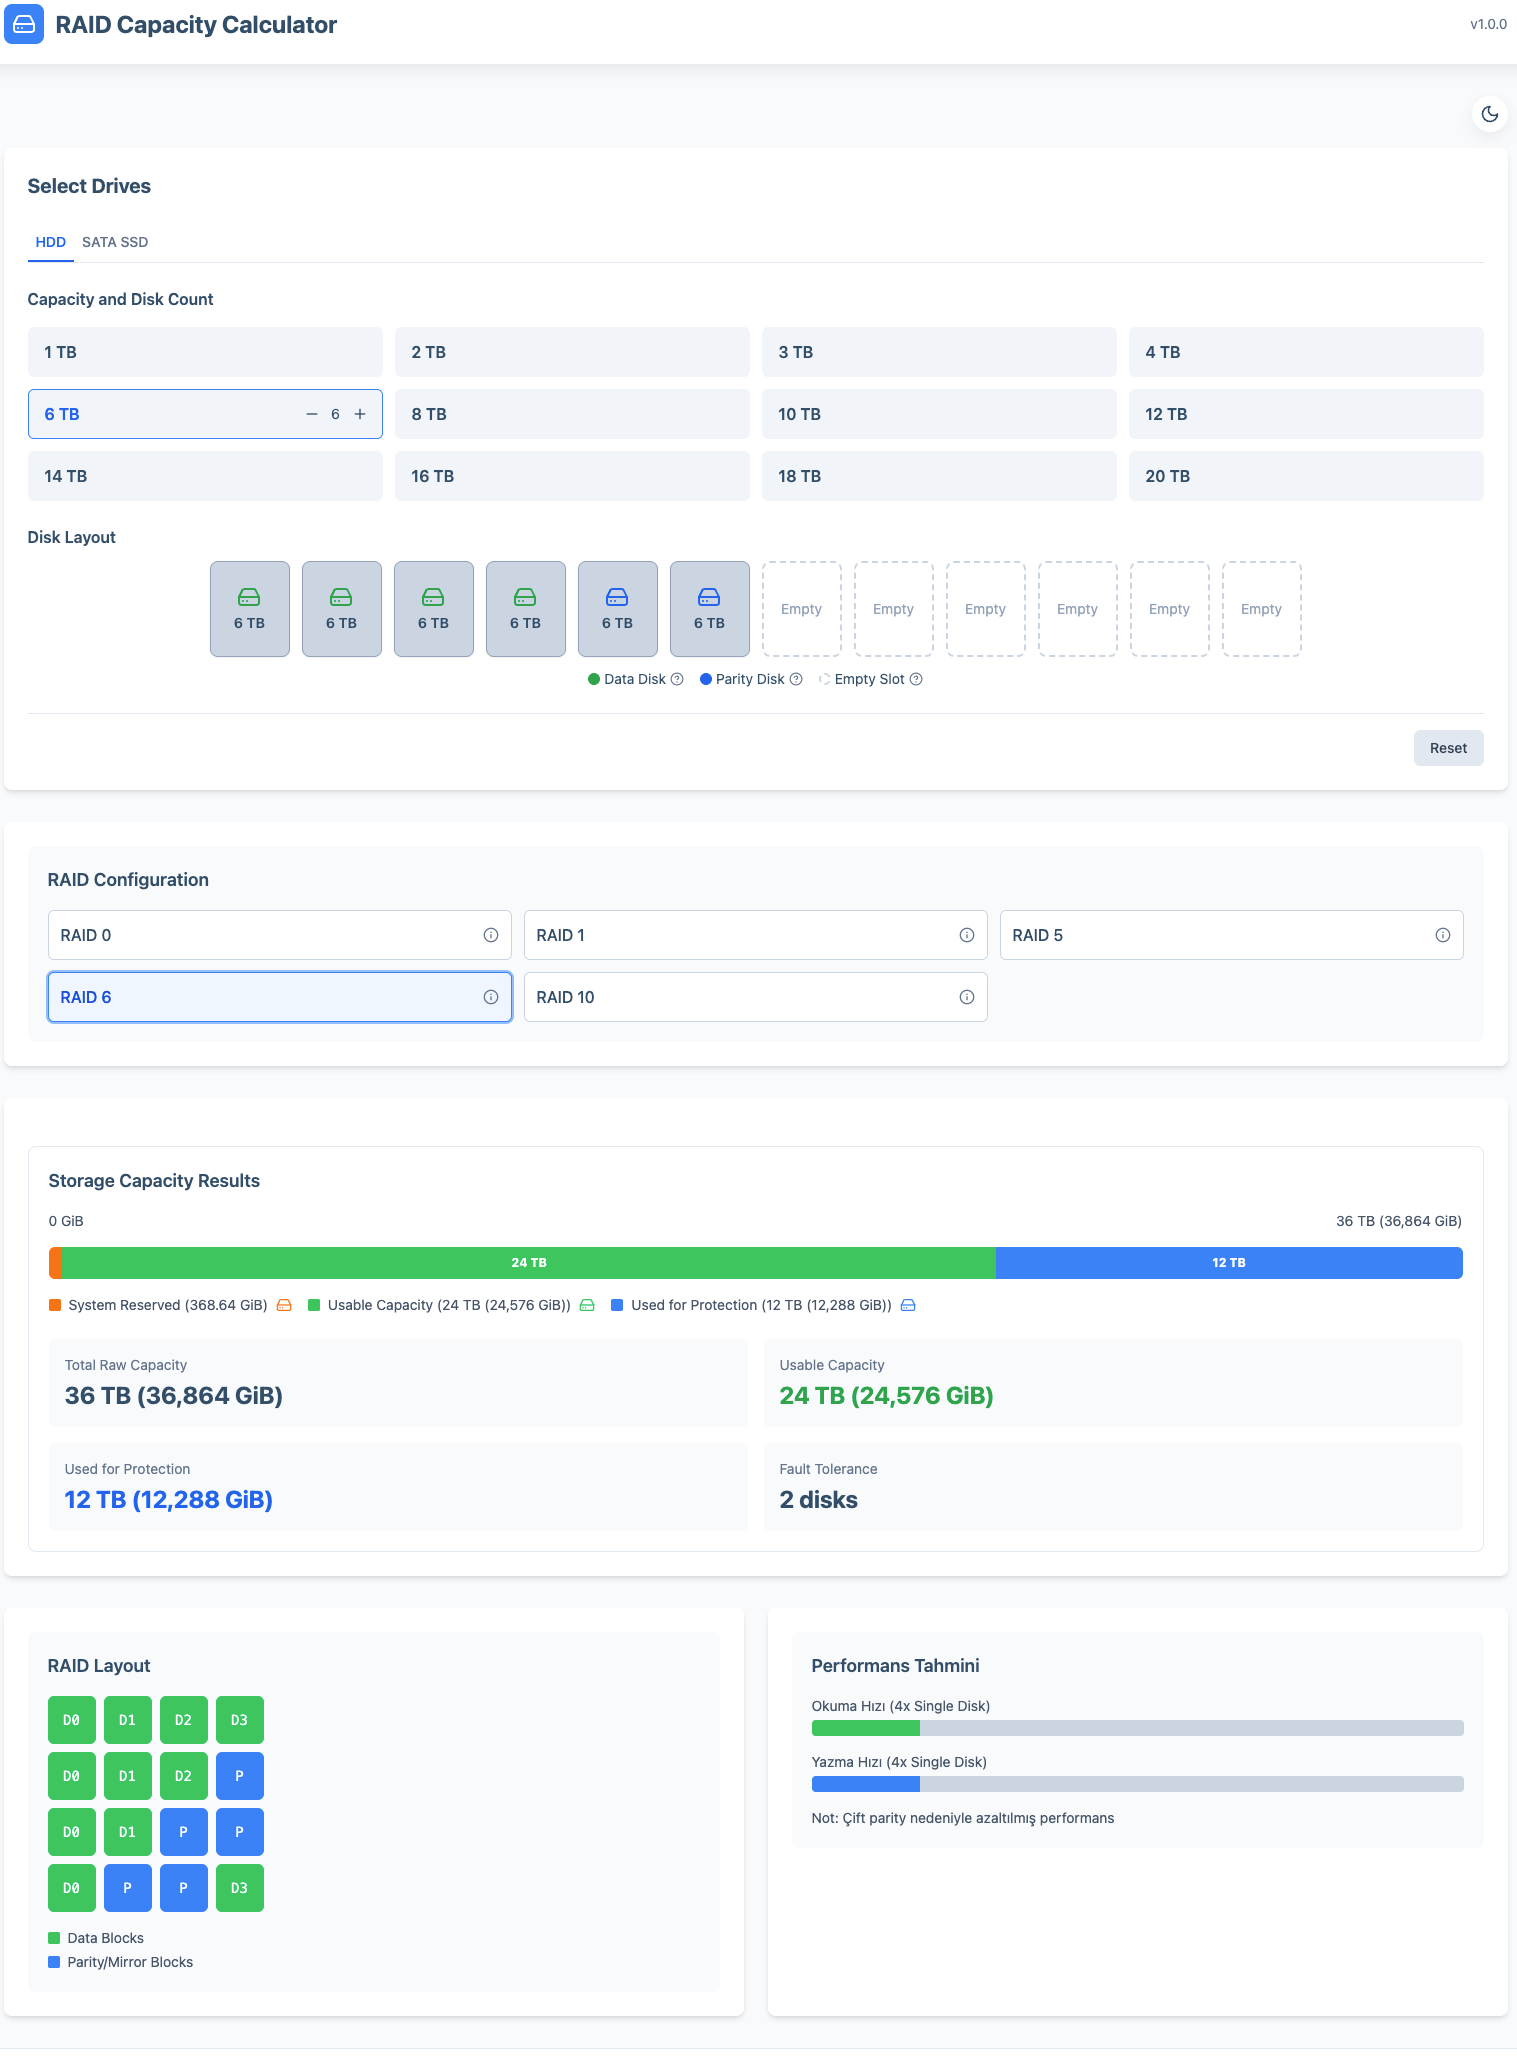 RAID Capacity Calculator
v1.0.0
Select Drives
HDD SATA SSD
Capacity and Disk Count
1 TB 2 TB 3 TB 4 TB
6 TB − 6 + 8 TB 10 TB 12 TB
14 TB 16 TB 18 TB 20 TB
Disk Layout
6 TB 6 TB 6 TB 6 TB 6 TB 6 TB Empty Empty Empty Empty Empty Empty
Data Disk Parity Disk Empty Slot
Reset
RAID Configuration
RAID 0 RAID 1 RAID 5
RAID 6 RAID 10
Storage Capacity Results
0 GiB 36 TB (36,864 GiB)
24 TB 12 TB
System Reserved (368.64 GiB) Usable Capacity (24 TB (24,576 GiB)) Used for Protection (12 TB (12,288 GiB))
Total Raw Capacity
36 TB (36,864 GiB)
Usable Capacity
24 TB (24,576 GiB)
Used for Protection
12 TB (12,288 GiB)
Fault Tolerance
2 disks
RAID Layout
D0 D1 D2 D3
D0 D1 D2 P
D0 D1 P P
D0 P P D3
Data Blocks
Parity/Mirror Blocks
Performans Tahmini
Okuma Hızı (4x Single Disk)
Yazma Hızı (4x Single Disk)
Not: Çift parity nedeniyle azaltılmış performans